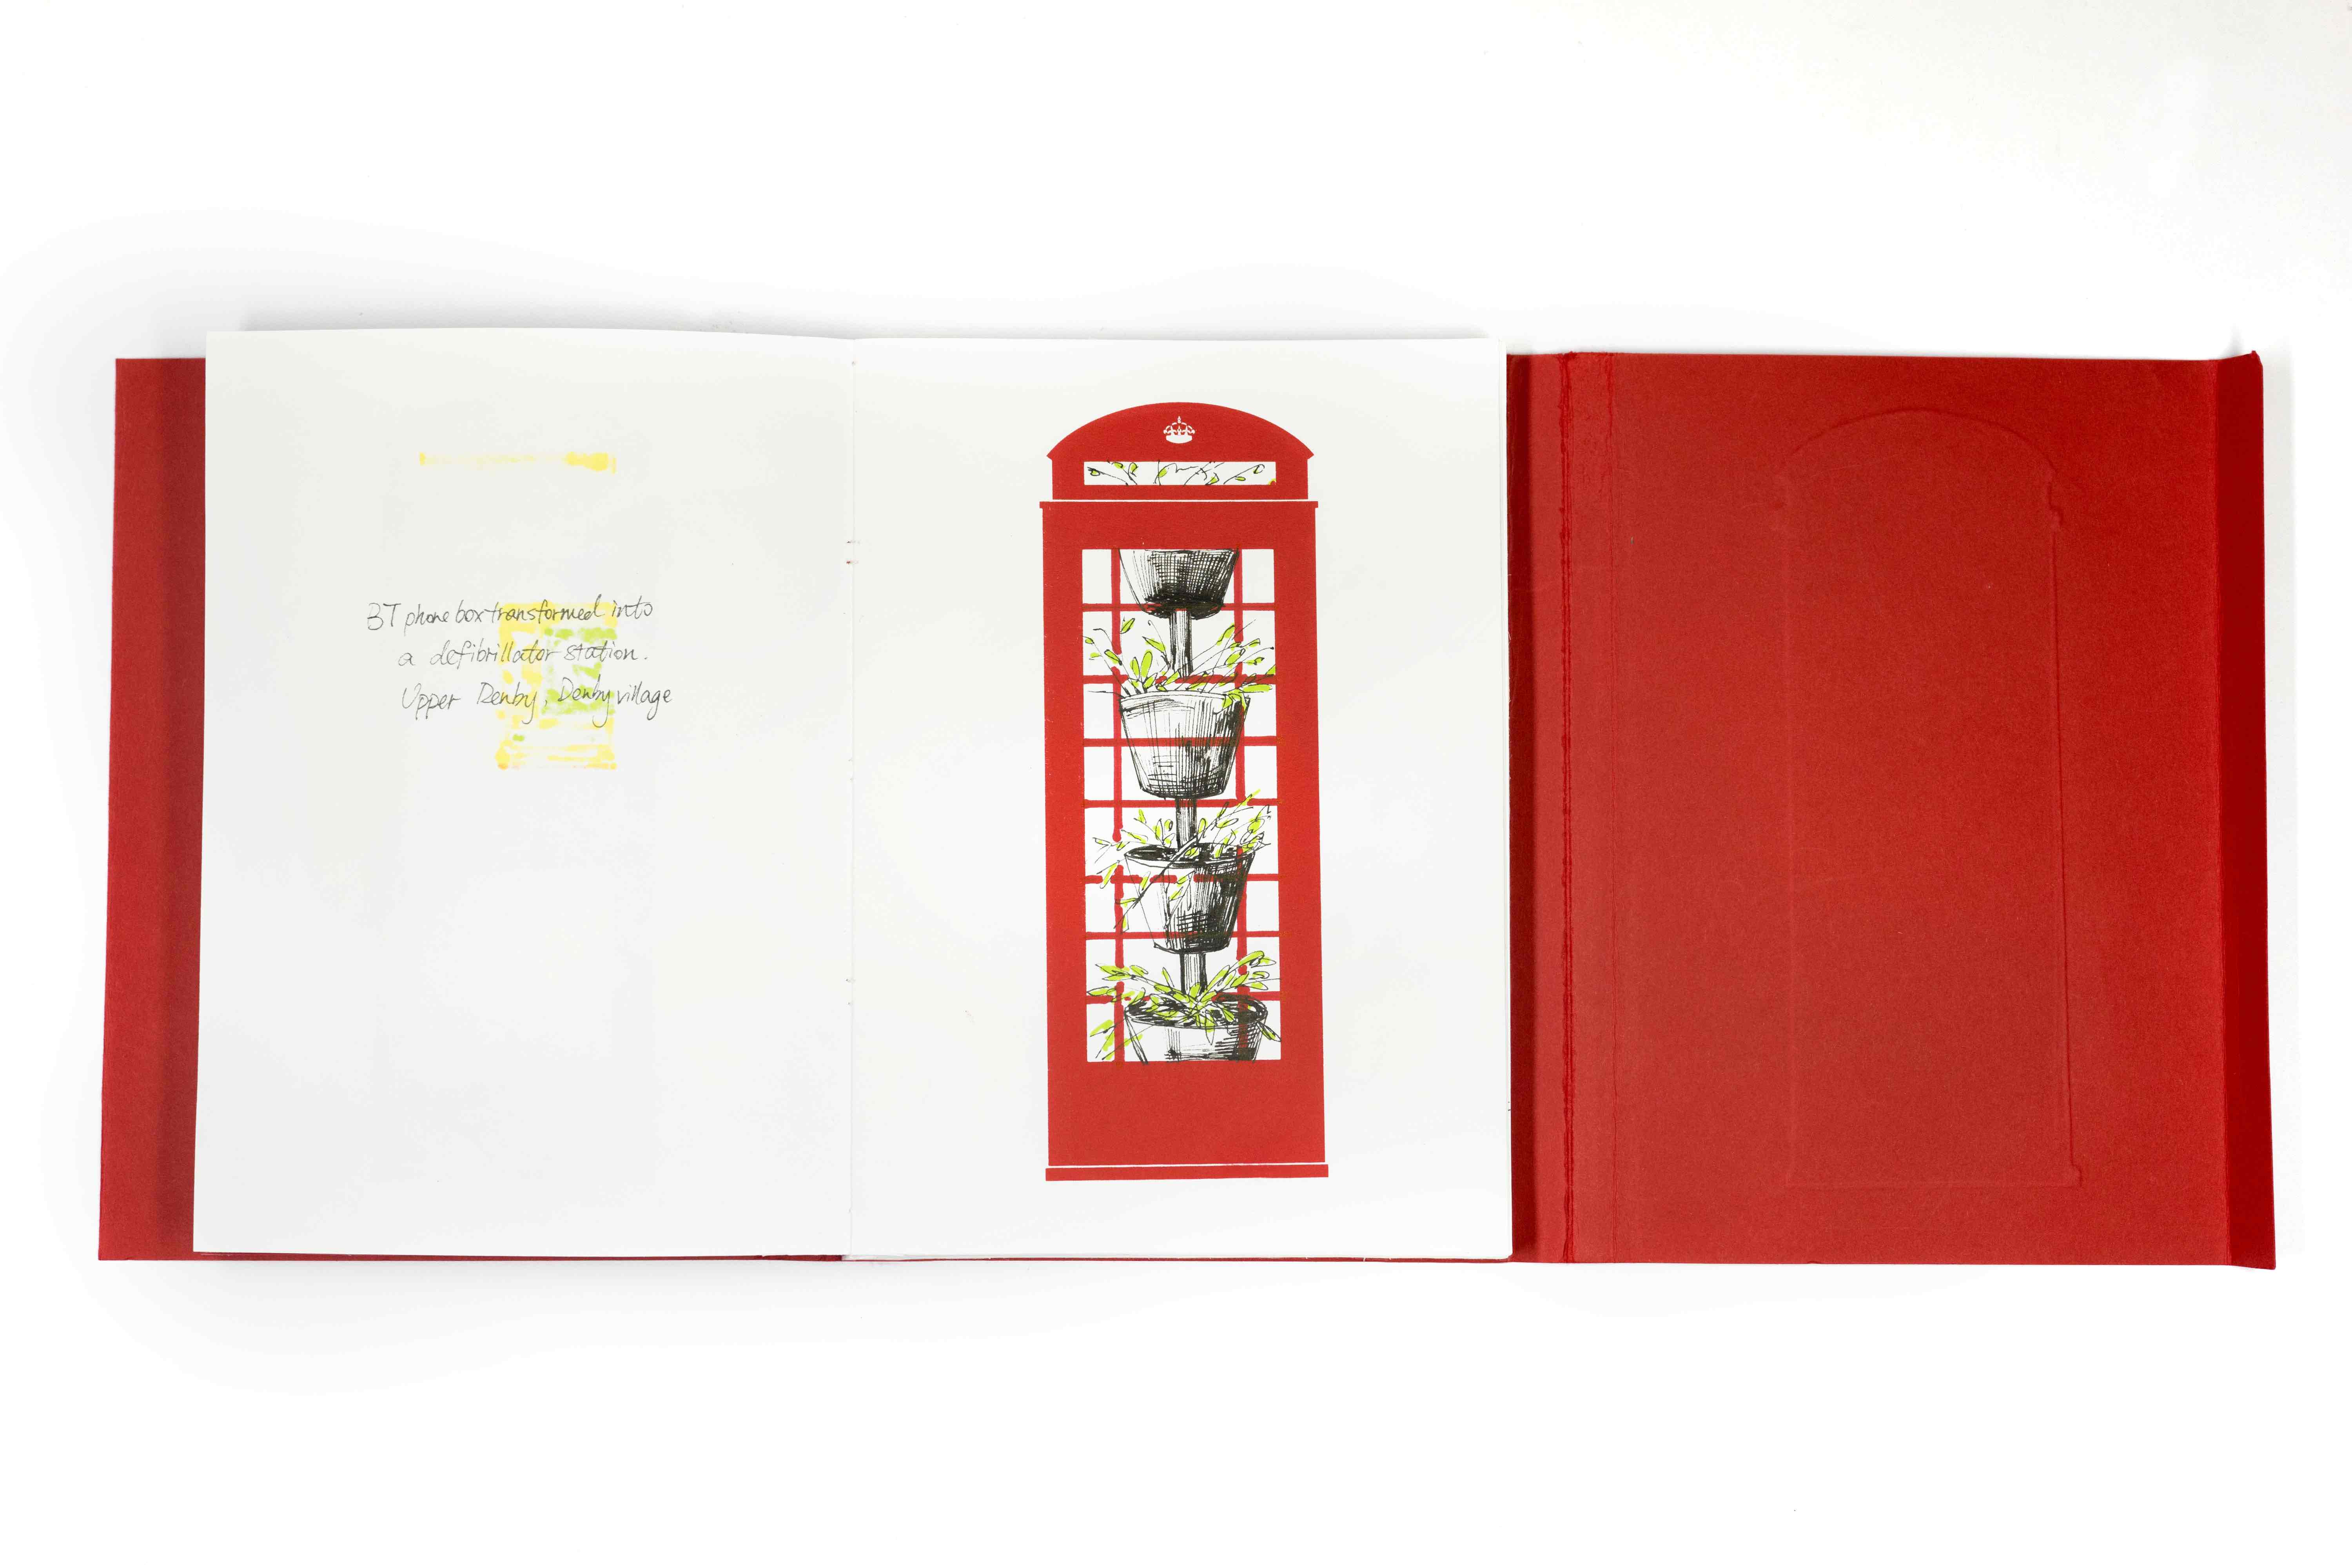 BT phone box transformed into
a defibrillator station.
Upper Denby, Denby village